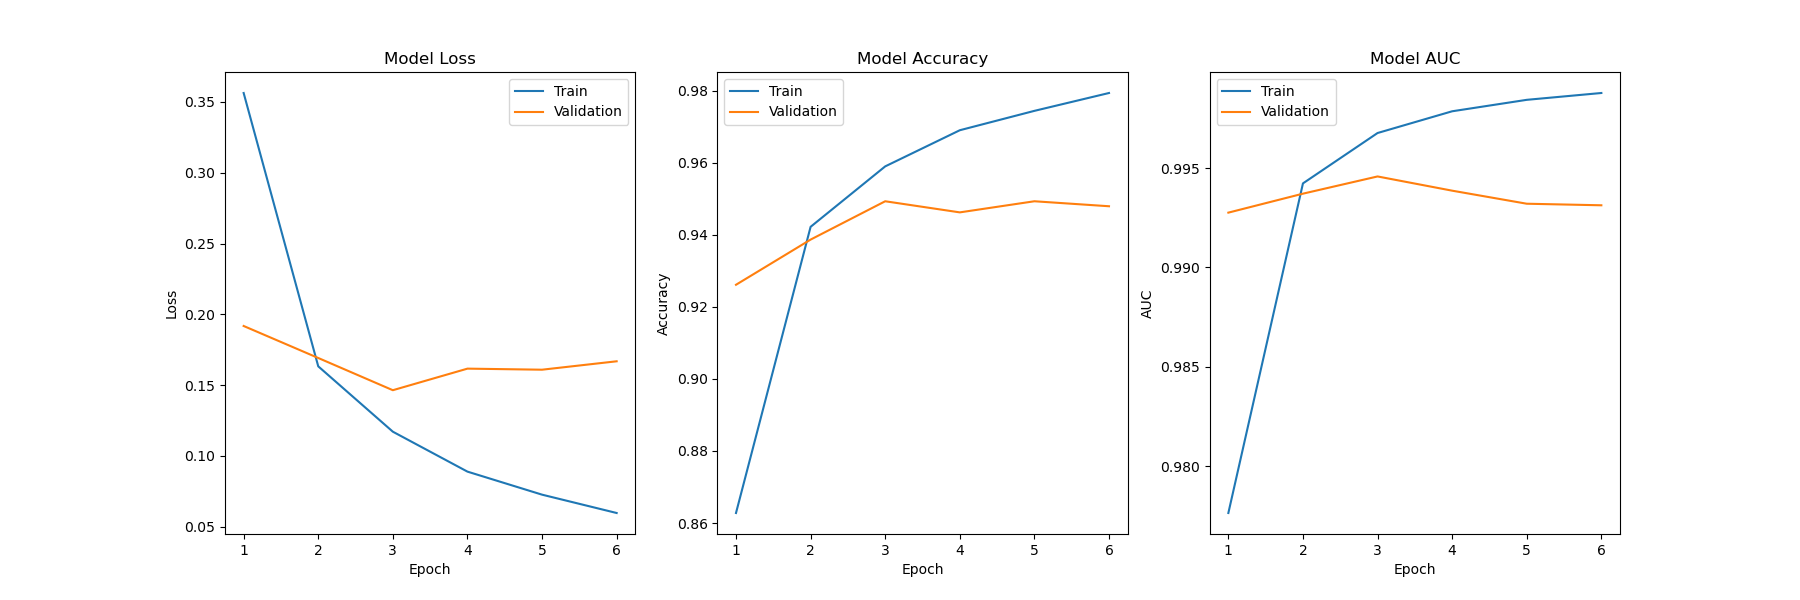 Model Loss
Train
Validation
0.35
0.30
0.25
0.20
0.15
0.10
0.05
Loss
1 2 3 4 5 6
Epoch
Model Accuracy
Train
Validation
0.98
0.96
0.94
0.92
0.90
0.88
0.86
Accuracy
1 2 3 4 5 6
Epoch
Model AUC
Train
Validation
0.995
0.990
0.985
0.980
AUC
1 2 3 4 5 6
Epoch